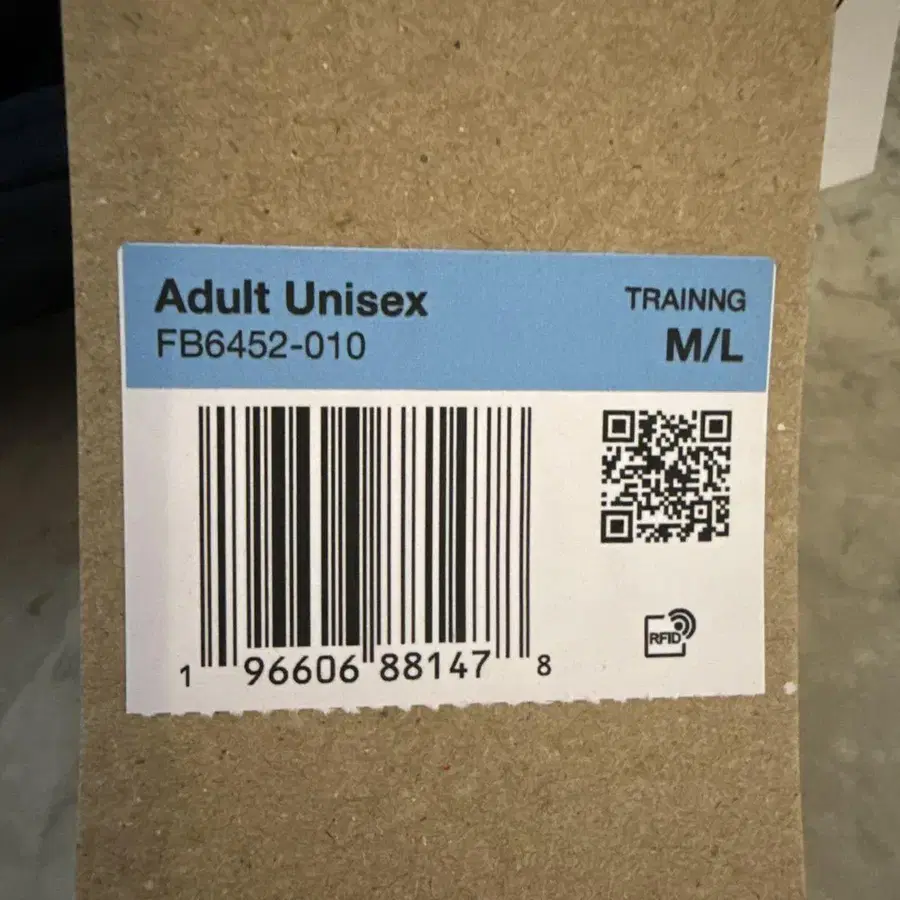 Adult Unisex
FB6452-010
TRAINNG
M/L
1 96606 88147 8
RFID